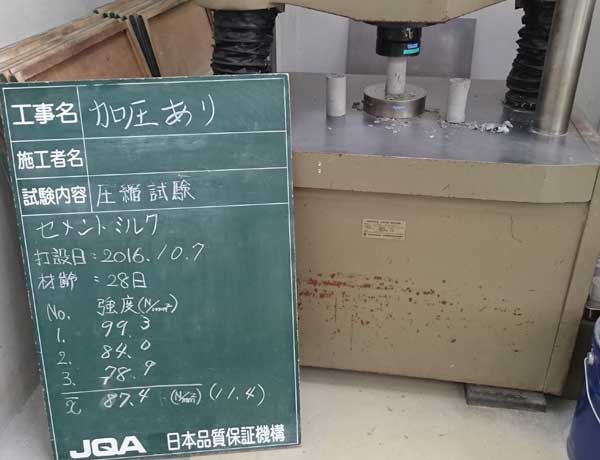 工事名 加圧あり
施工者名
試験内容 圧縮試験
セメントミルク
打設日:2016.10.7
材齢:28日
No. 強度(N/mm²)
1. 99.3
2. 84.0
3. 78.9
x̄ 87.4 (N/mm²) (11.4)
JQA 日本品質保証機構